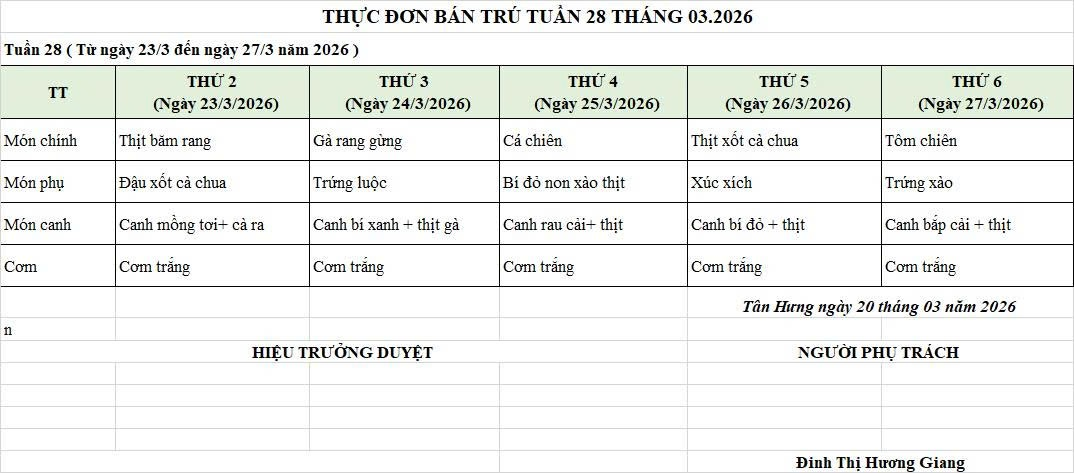 THỰC ĐƠN BÁN TRÚ TUẦN 28 THÁNG 03.2026
Tuần 28 ( Từ ngày 23/3 đến ngày 27/3 năm 2026 )
TT THỨ 2 (Ngày 23/3/2026) THỨ 3 (Ngày 24/3/2026) THỨ 4 (Ngày 25/3/2026) THỨ 5 (Ngày 26/3/2026) THỨ 6 (Ngày 27/3/2026)
Món chính Thịt băm rang Gà rang gừng Cá chiên Thịt xốt cà chua Tôm chiên
Món phụ Đậu xốt cà chua Trứng luộc Bí đỏ non xào thịt Xúc xích Trứng xào
Món canh Canh mồng tơi+ cà ra Canh bí xanh + thịt gà Canh rau cải+ thịt Canh bí đỏ + thịt Canh bắp cải + thịt
Cơm Cơm trắng Cơm trắng Cơm trắng Cơm trắng Cơm trắng
Tân Hưng ngày 20 tháng 03 năm 2026
n
HIỆU TRƯỞNG DUYỆT NGƯỜI PHỤ TRÁCH
Đinh Thị Hương Giang